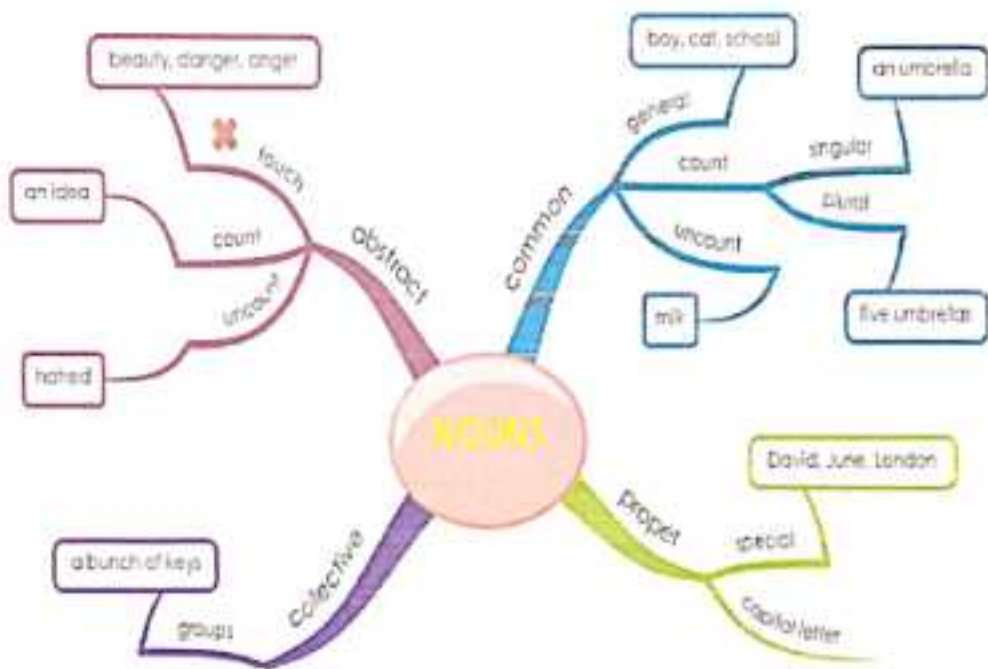 NOUNS
abstract
touch
beauty, danger, anger
count
an idea
uncount
hatred
common
general
boy, cat, school
count
singular
an umbrella
plural
five umbrellas
uncount
milk
proper
special
David, June, London
capital letter
collective
groups
a bunch of keys